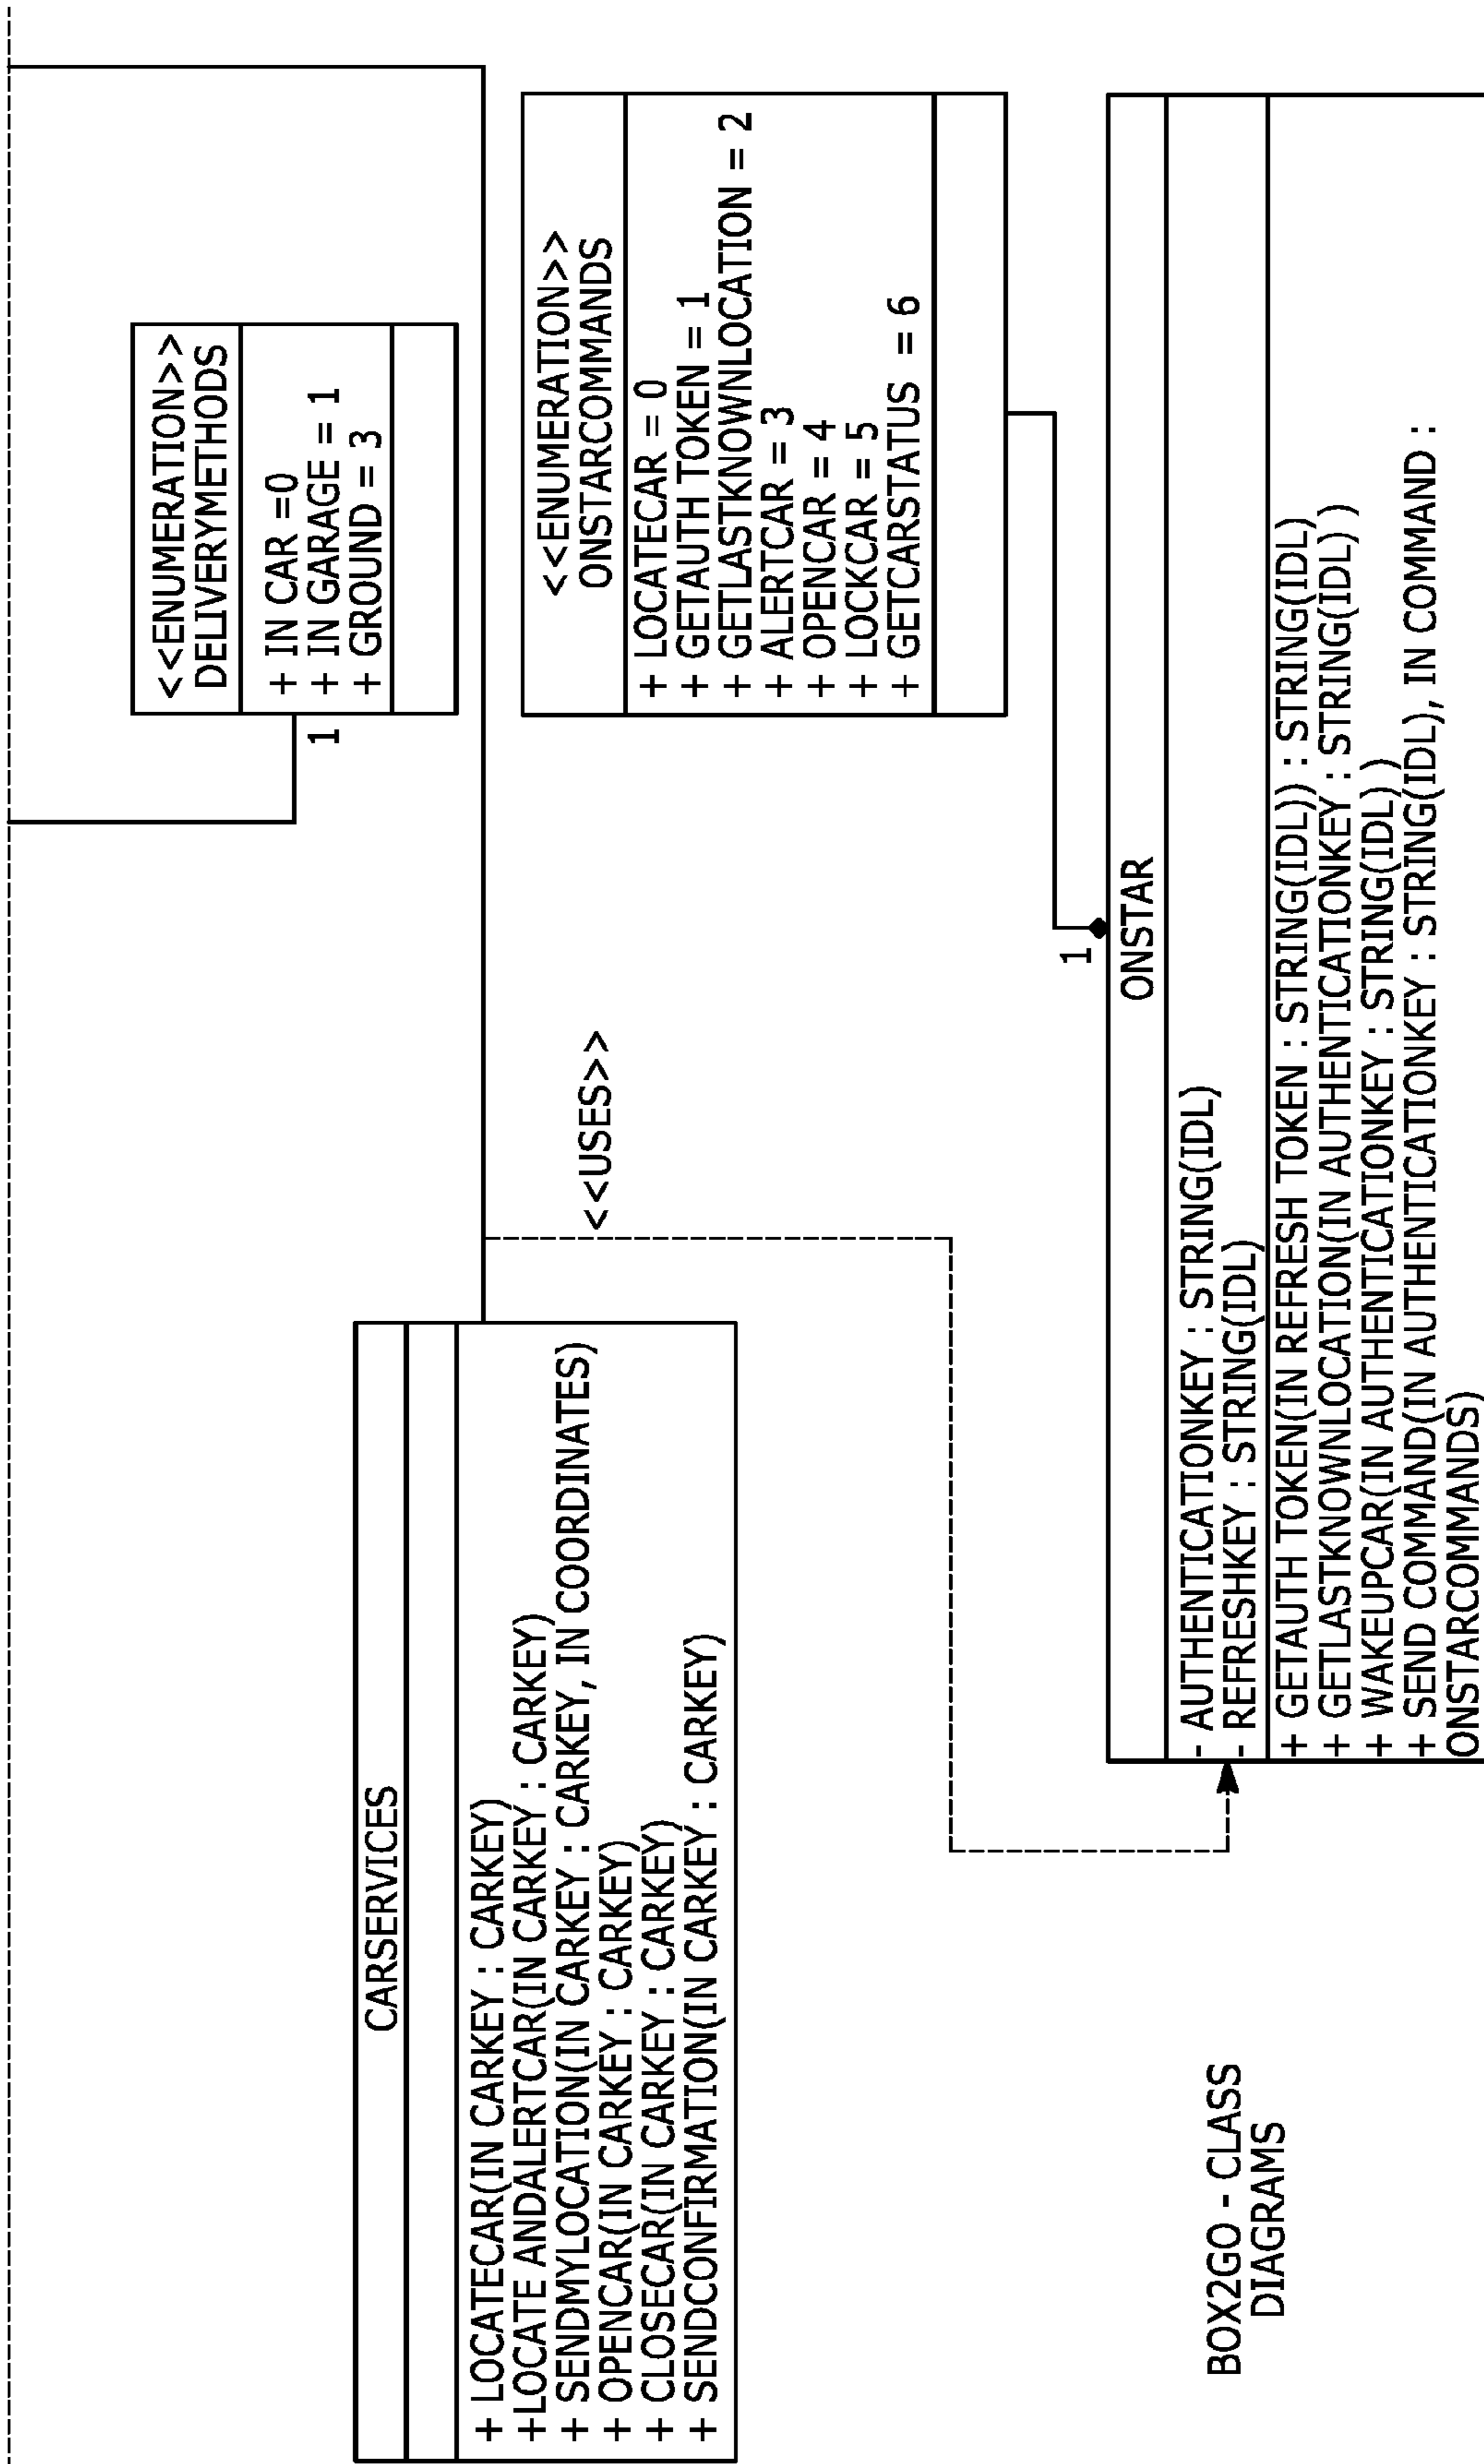 <<ENUMERATION>>
DELIVERYMETHODS
+ IN CAR =0
+ IN GARAGE = 1
+ GROUND = 3
1
CARSERVICES
+ LOCATECAR(IN CARKEY : CARKEY)
+LOCATE ANDALERTCAR(IN CARKEY : CARKEY)
+ SENDMYLOCATION(IN CARKEY : CARKEY, IN COORDINATES)
+ OPENCAR(IN CARKEY : CARKEY)
+ CLOSECAR(IN CARKEY : CARKEY)
+ SENDCONFIRMATION(IN CARKEY : CARKEY)
<<USES>>
<<ENUMERATION>>
ONSTARCOMMANDS
+ LOCATECAR = 0
+ GETAUTH TOKEN = 1
+ GETLASTKNOWNLOCATION = 2
+ ALERTCAR = 3
+ OPENCAR = 4
+ LOCKCAR = 5
+ GETCARSTATUS = 6
1
ONSTAR
- AUTHENTICATIONKEY : STRING(IDL)
- REFRESHKEY : STRING(IDL)
+ GETAUTH TOKEN(IN REFRESH TOKEN : STRING(IDL)) : STRING(IDL)
+ GETLASTKNOWNLOCATION(IN AUTHENTICATIONKEY : STRING(IDL) )
+ WAKEUPCAR(IN AUTHENTICATIONKEY : STRING(IDL) )
+ SEND COMMAND(IN AUTHENTICATIONKEY : STRING(IDL), IN COMMAND :
ONSTARCOMMANDS)
BOX2GO - CLASS
DIAGRAMS